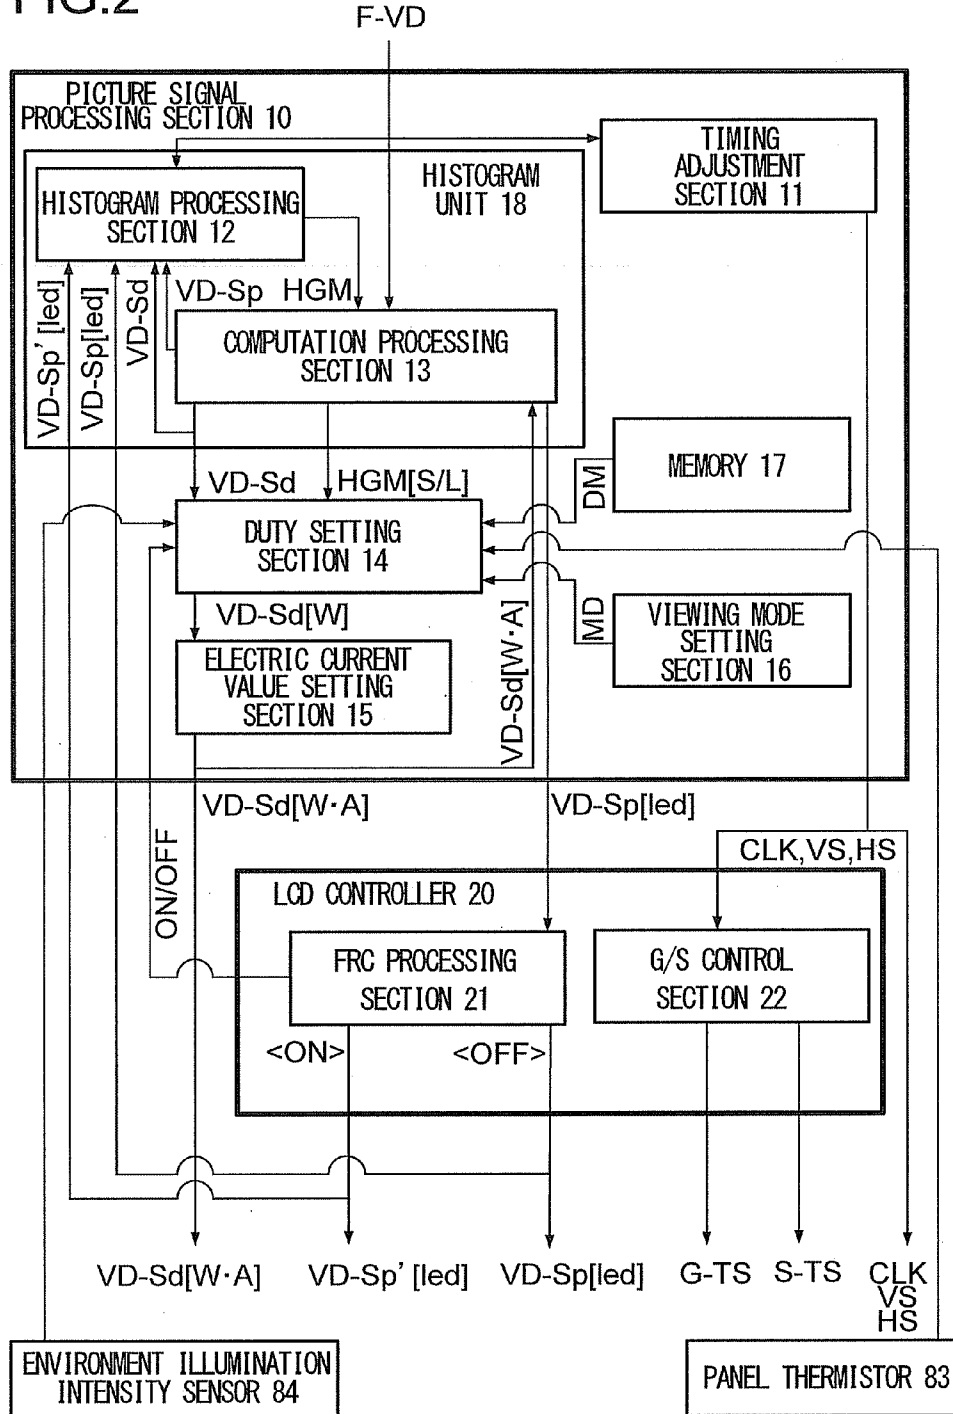 FIG.2
F-VD
PICTURE SIGNAL
PROCESSING SECTION 10
TIMING
ADJUSTMENT
SECTION 11
HISTOGRAM
UNIT 18
HISTOGRAM PROCESSING
SECTION 12
VD-Sp'[led]
VD-Sp[led]
VD-Sd
VD-Sp
HGM
COMPUTATION PROCESSING
SECTION 13
VD-Sd
HGM[S/L]
DM
MEMORY 17
DUTY SETTING
SECTION 14
VD-Sd[W]
VD-Sd[W·A]
MD
VIEWING MODE
SETTING
SECTION 16
ELECTRIC CURRENT
VALUE SETTING
SECTION 15
VD-Sd[W·A]
VD-Sp[led]
CLK,VS,HS
ON/OFF
LCD CONTROLLER 20
FRC PROCESSING
SECTION 21
G/S CONTROL
SECTION 22
<ON>
<OFF>
VD-Sd[W·A]
VD-Sp'[led]
VD-Sp[led]
G-TS
S-TS
CLK
VS
HS
ENVIRONMENT ILLUMINATION
INTENSITY SENSOR 84
PANEL THERMISTOR 83